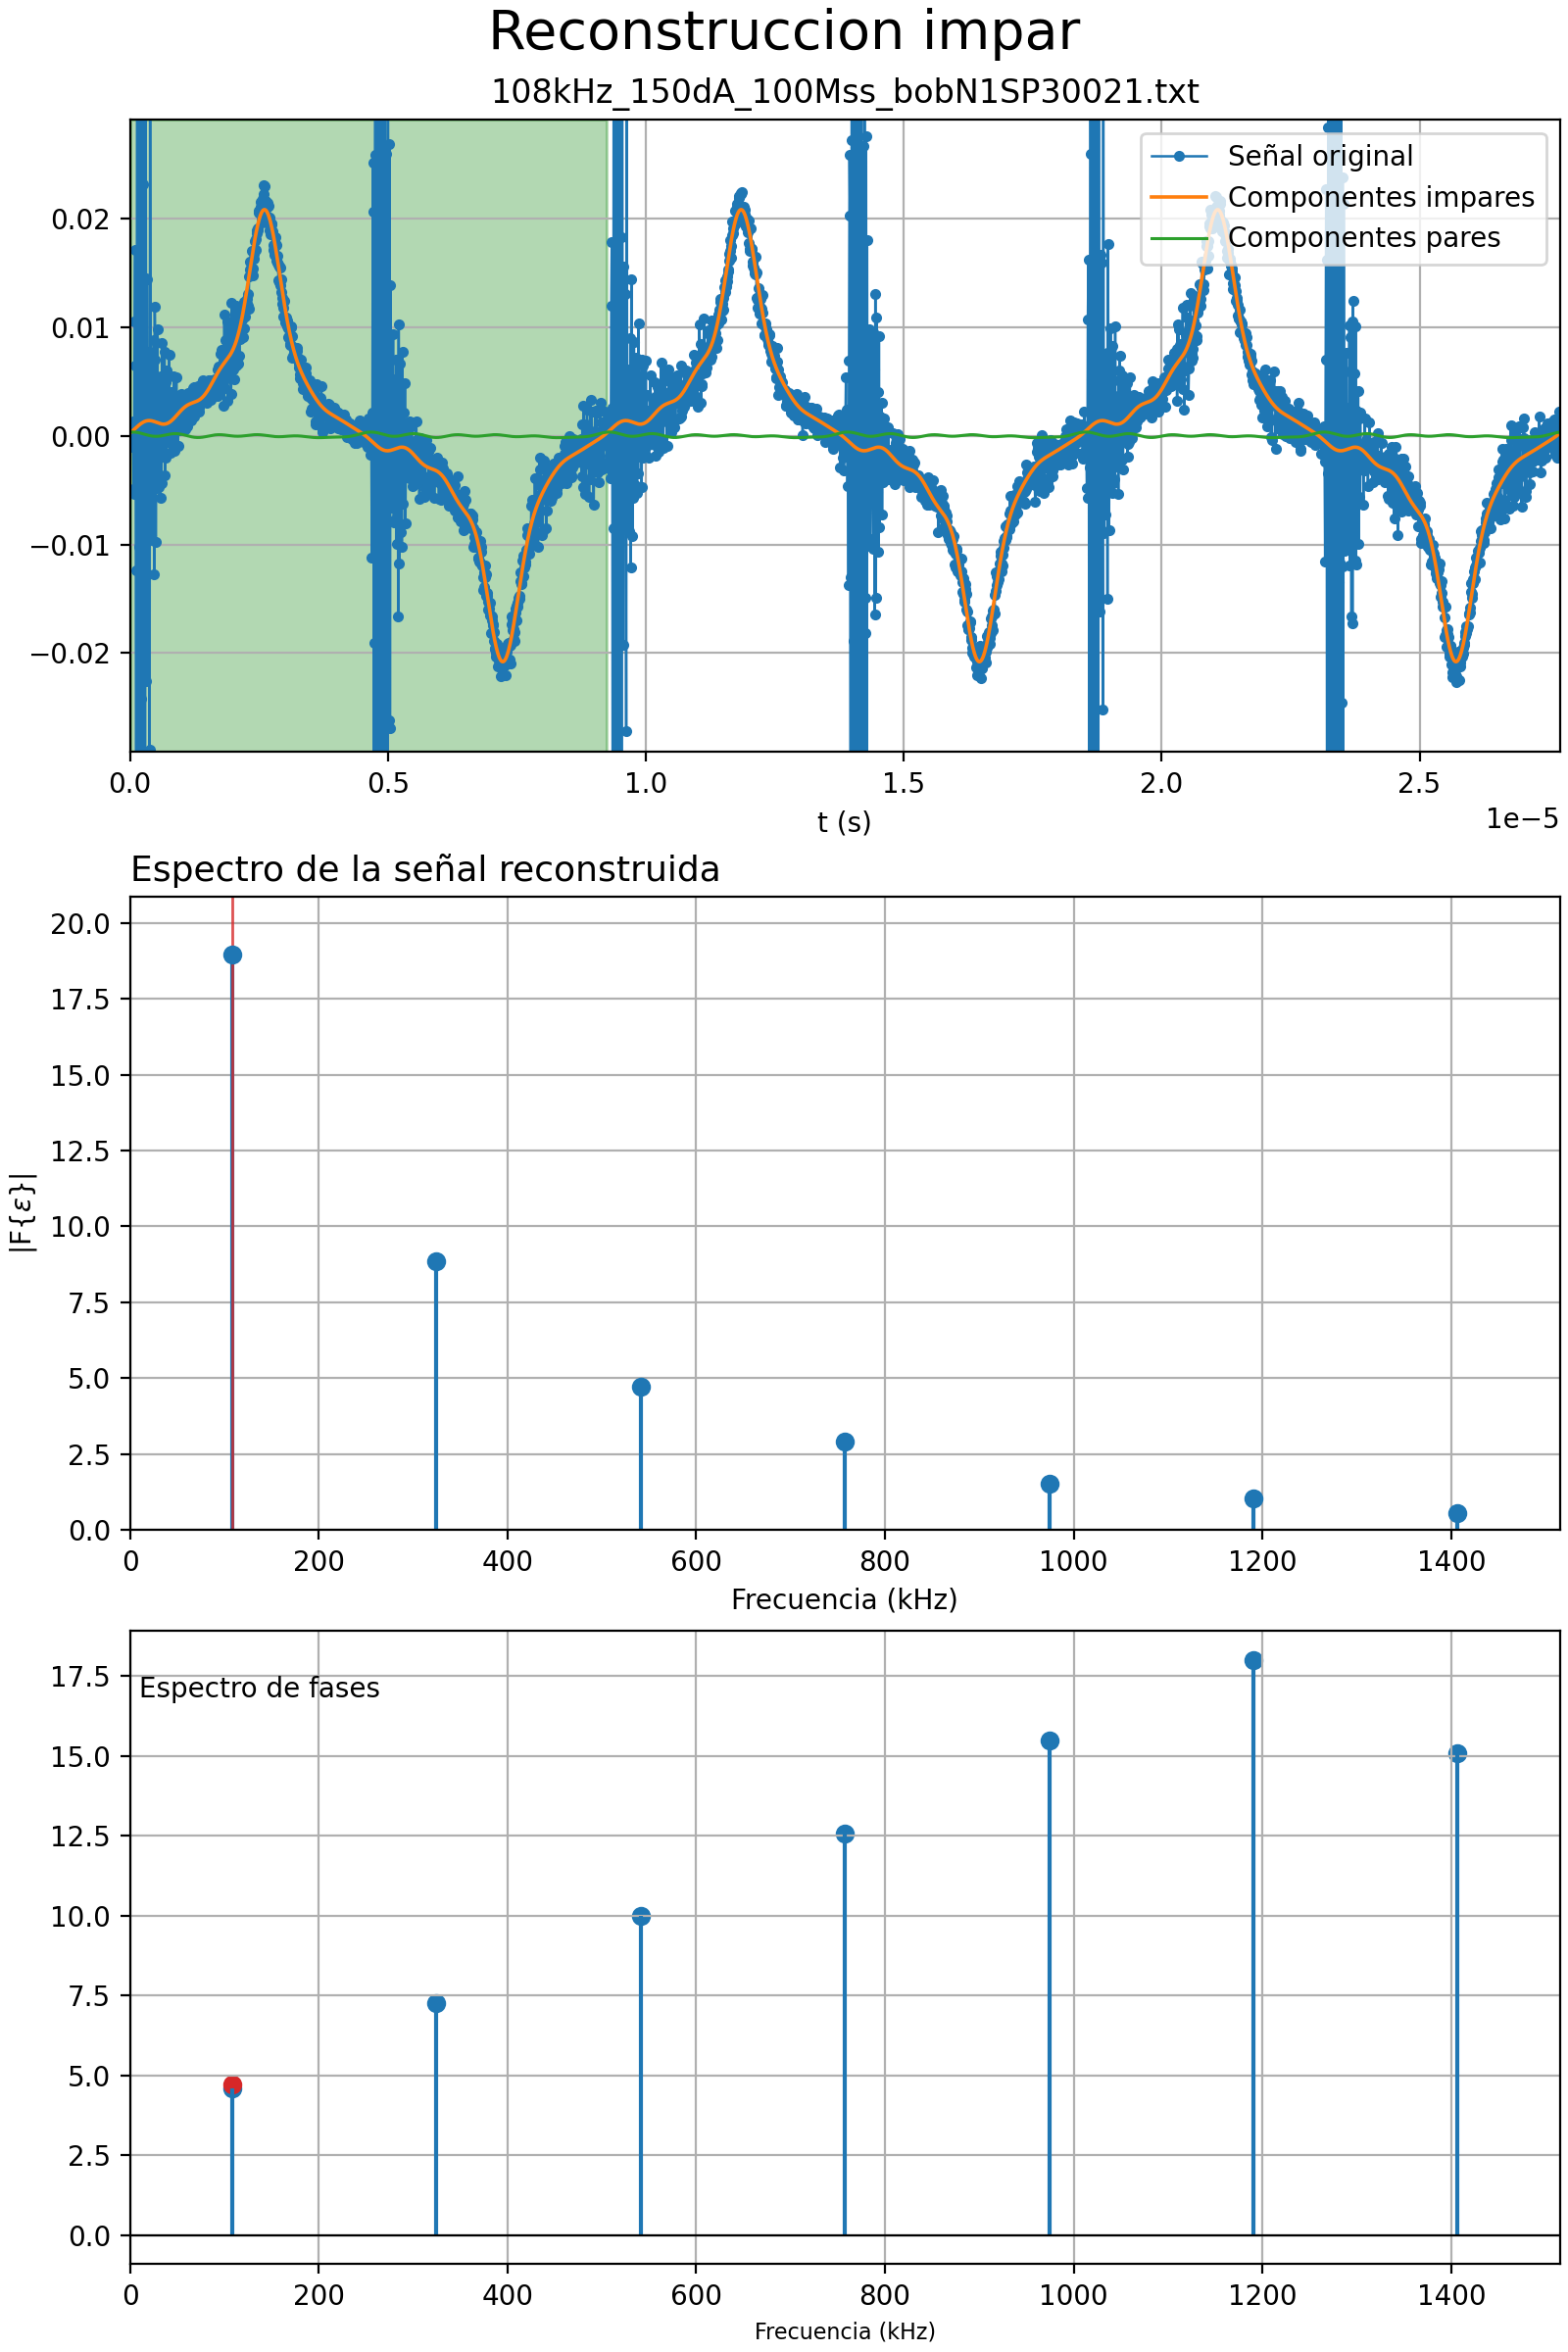 Reconstruccion impar
108kHz_150dA_100Mss_bobN1SP30021.txt
Señal original
Componentes impares
Componentes pares
0.02
0.01
0.00
−0.01
−0.02
0.0 0.5 1.0 1.5 2.0 2.5
1e−5
t (s)
Espectro de la señal reconstruida
20.0
17.5
15.0
12.5
10.0
7.5
5.0
2.5
0.0
|F{ε}|
0 200 400 600 800 1000 1200 1400
Frecuencia (kHz)
Espectro de fases
17.5
15.0
12.5
10.0
7.5
5.0
2.5
0.0
0 200 400 600 800 1000 1200 1400
Frecuencia (kHz)